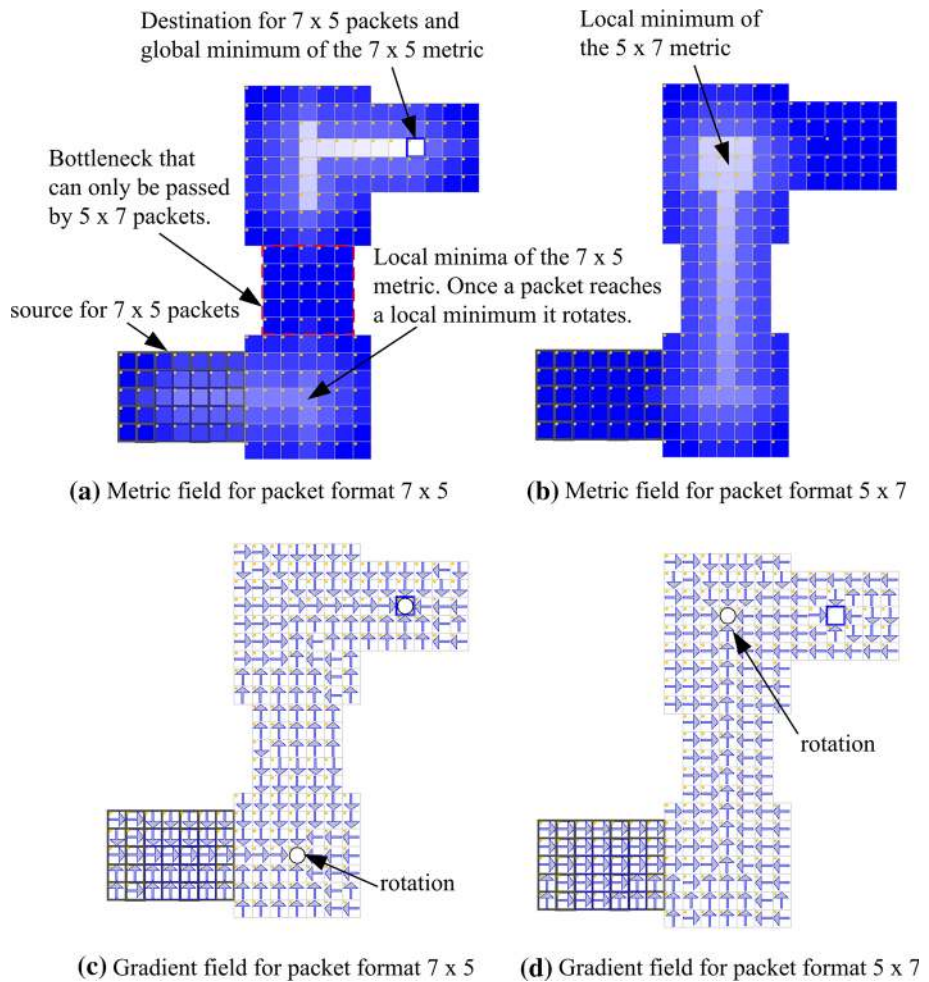 Destination for 7 x 5 packets and
global minimum of the 7 x 5 metric
Local minimum of
the 5 x 7 metric
Bottleneck that
can only be passed
by 5 x 7 packets.
Local minima of the 7 x 5
metric. Once a packet reaches
a local minimum it rotates.
source for 7 x 5 packets
(a) Metric field for packet format 7 x 5
(b) Metric field for packet format 5 x 7
rotation
rotation
(c) Gradient field for packet format 7 x 5
(d) Gradient field for packet format 5 x 7